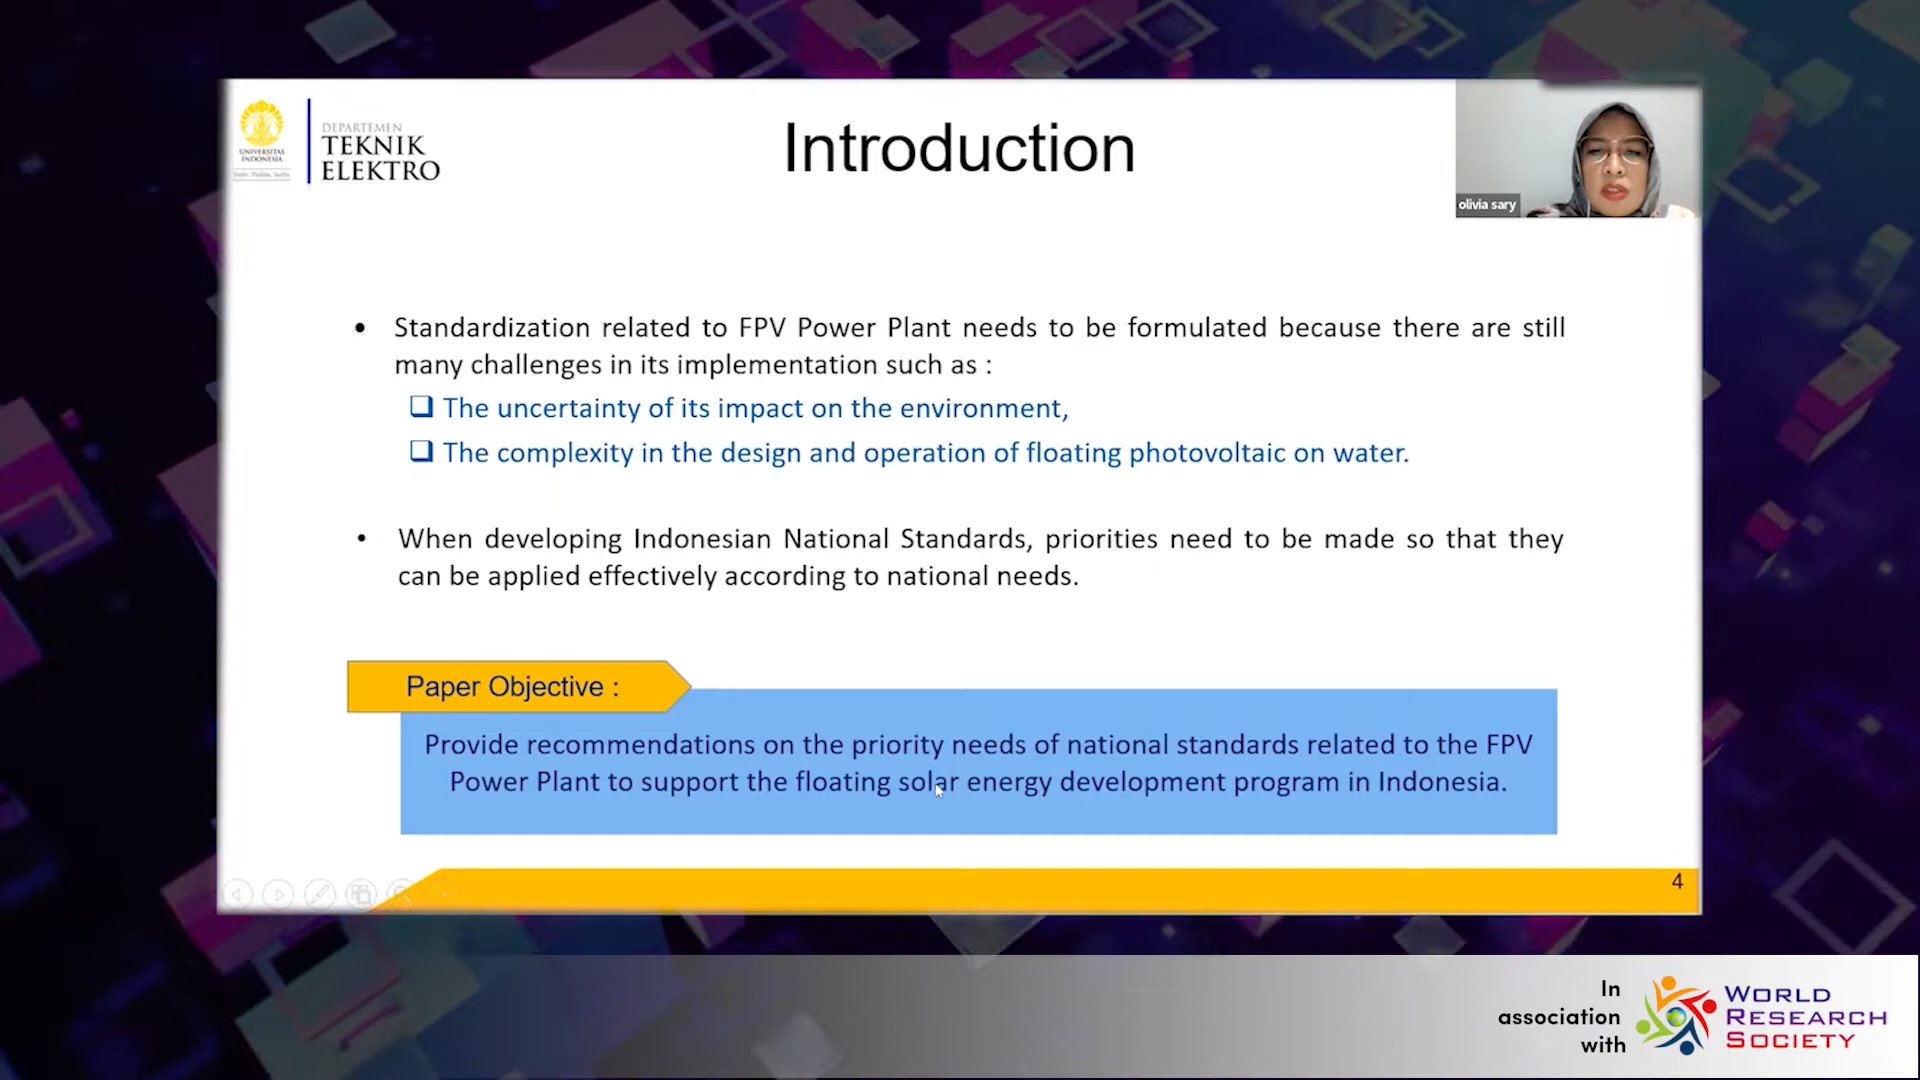 UNIVERSITAS
INDONESIA
DEPARTEMEN
TEKNIK
ELEKTRO
Introduction
olivia sary
• Standardization related to FPV Power Plant needs to be formulated because there are still
many challenges in its implementation such as :
❑ The uncertainty of its impact on the environment,
❑ The complexity in the design and operation of floating photovoltaic on water.
• When developing Indonesian National Standards, priorities need to be made so that they
can be applied effectively according to national needs.
Paper Objective :
Provide recommendations on the priority needs of national standards related to the FPV
Power Plant to support the floating solar energy development program in Indonesia.
4
In
association
with
WORLD
RESEARCH
SOCIETY